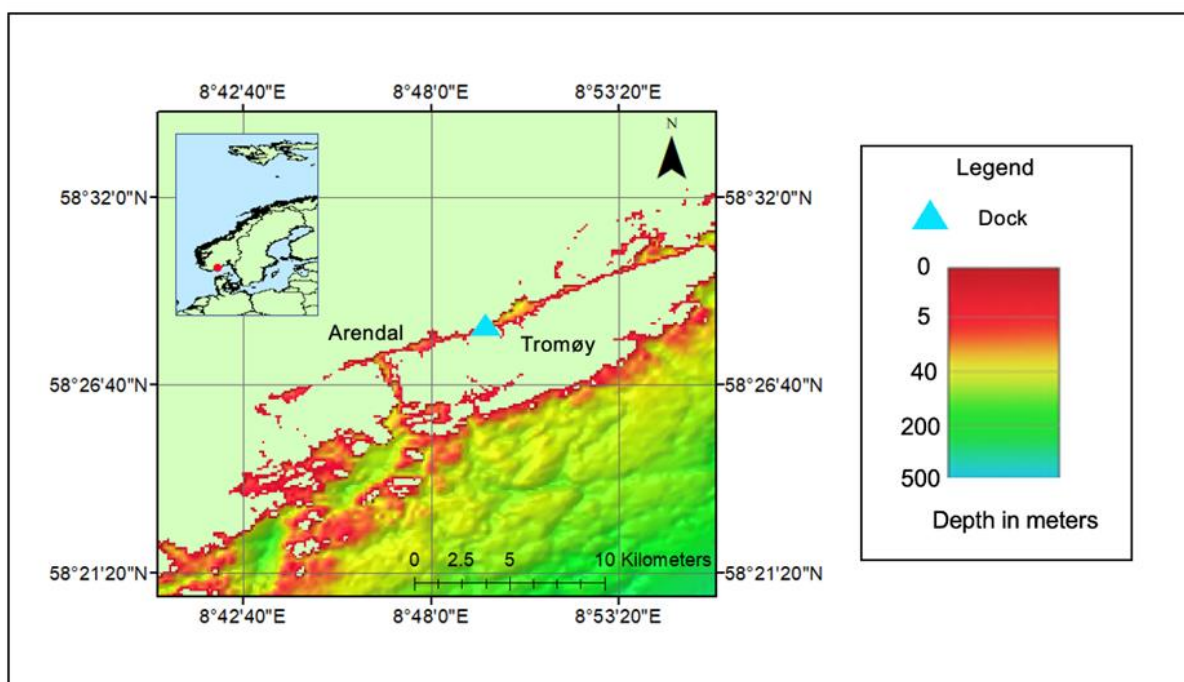 8°42'40"E 8°48'0"E 8°53'20"E
N
58°32'0"N 58°32'0"N
Arendal
Tromøy
58°26'40"N 58°26'40"N
0 2.5 5 10 Kilometers
58°21'20"N 58°21'20"N
8°42'40"E 8°48'0"E 8°53'20"E
Legend
Dock
0
5
40
200
500
Depth in meters